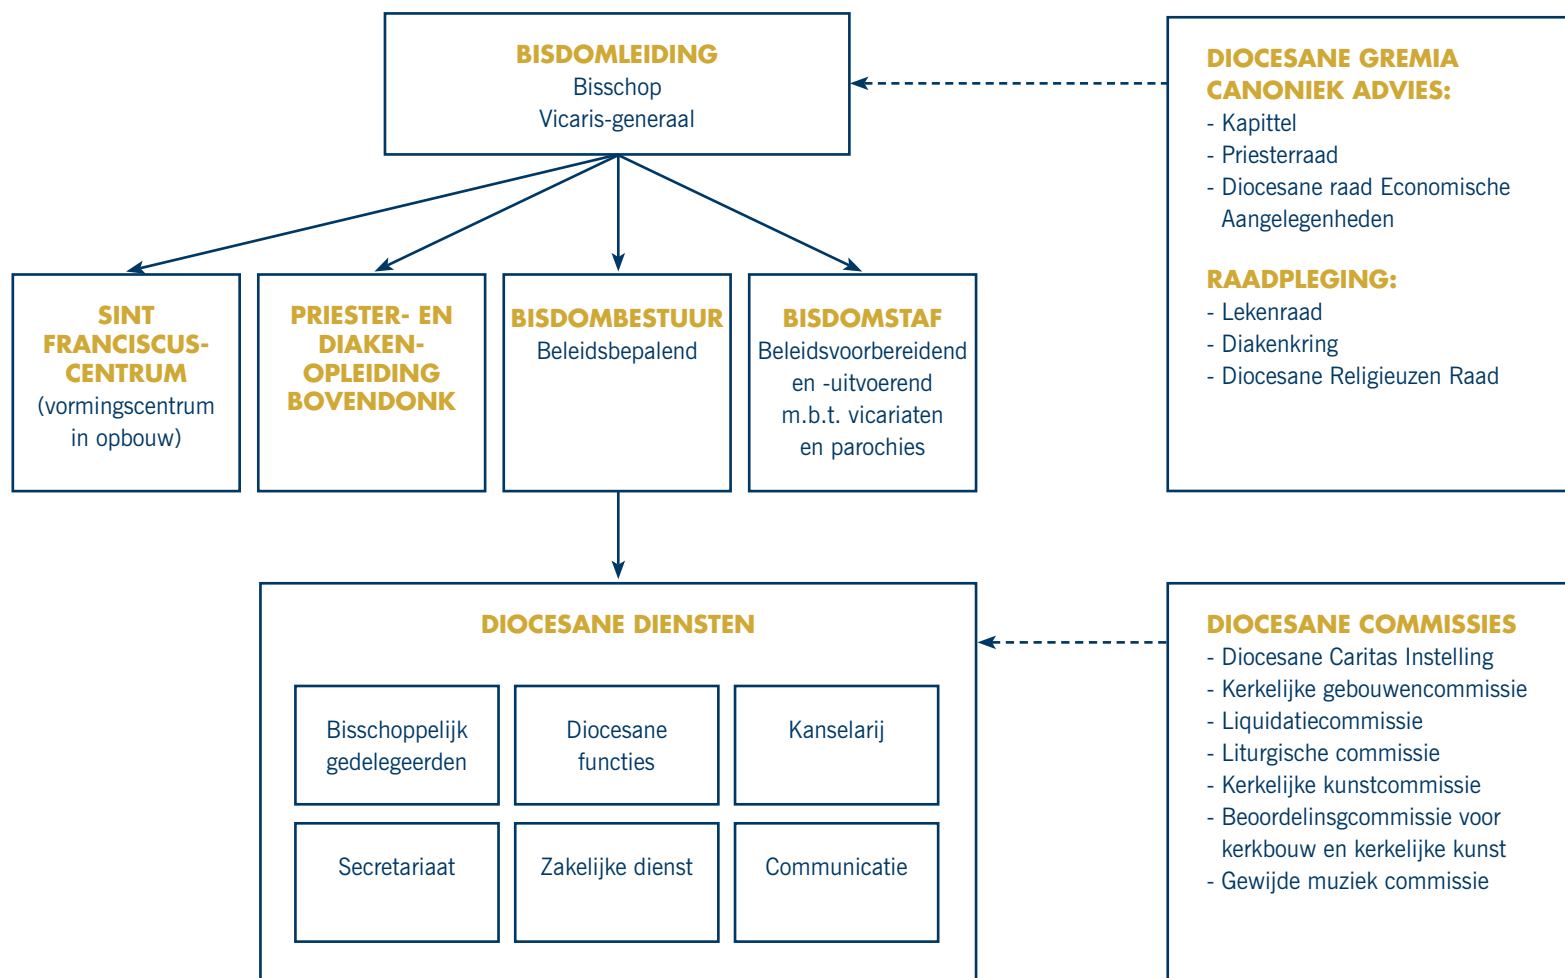 BISDOMLEIDING
Bisschop
Vicaris-generaal
DIOCESANE GREMIA
CANONIEK ADVIES:
- Kapittel
- Priesterraad
- Diocesane raad Economische
Aangelegenheden
RAADPLEGING:
- Lekenraad
- Diakenkring
- Diocesane Religieuzen Raad
SINT
FRANCISCUS-
CENTRUM
(vormingscentrum
in opbouw)
PRIESTER- EN
DIAKEN-
OPLEIDING
BOVENDONK
BISDOMBESTUUR
Beleidsbepalend
BISDOMSTAF
Beleidsvoorbereidend
en -uitvoerend
m.b.t. vicariaten
en parochies
DIOCESANE DIENSTEN
Bisschoppelijk
gedelegeerden
Diocesane
functies
Kanselarij
Secretariaat
Zakelijke dienst
Communicatie
DIOCESANE COMMISSIES
- Diocesane Caritas Instelling
- Kerkelijke gebouwencommissie
- Liquidatiecommissie
- Liturgische commissie
- Kerkelijke kunstcommissie
- Beoordelinsgcommissie voor
kerkbouw en kerkelijke kunst
- Gewijde muziek commissie